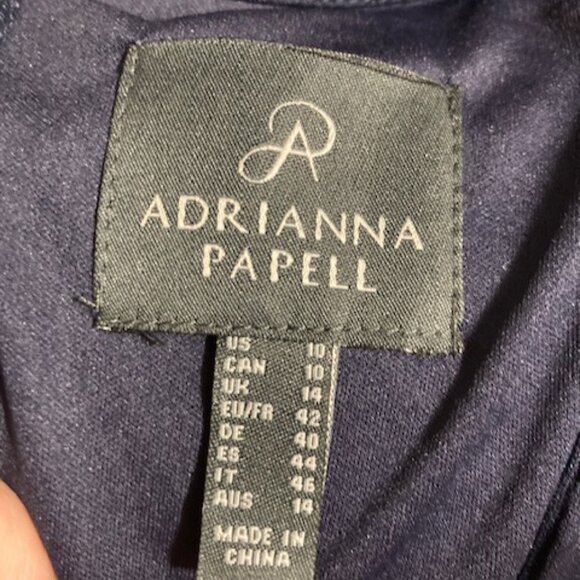 ADRIANNA
PAPELL
US 10
CAN 10
UK 14
EU/FR 42
DE 40
ES 44
IT 46
AUS 14
MADE IN
CHINA